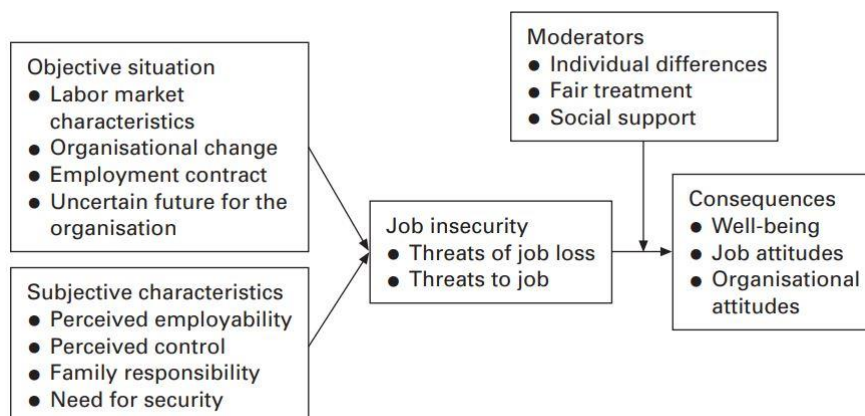 Objective situation
● Labor market
characteristics
● Organisational change
● Employment contract
● Uncertain future for the
organisation
Subjective characteristics
● Perceived employability
● Perceived control
● Family responsibility
● Need for security
Job insecurity
● Threats of job loss
● Threats to job
Moderators
● Individual differences
● Fair treatment
● Social support
Consequences
● Well-being
● Job attitudes
● Organisational
attitudes